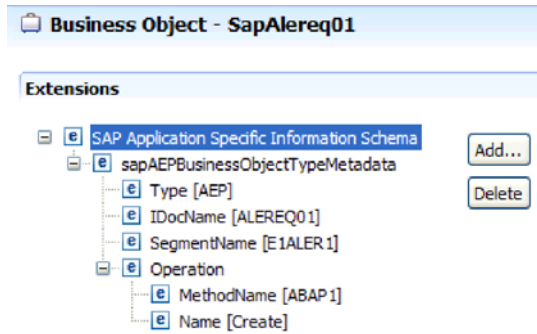 Business Object - SapAlereq01
Extensions
SAP Application Specific Information Schema
sapAEPBusinessObjectTypeMetadata
Type [AEP]
IDocName [ALEREQ01]
SegmentName [E1ALER1]
Operation
MethodName [ABAP1]
Name [Create]
Add...
Delete